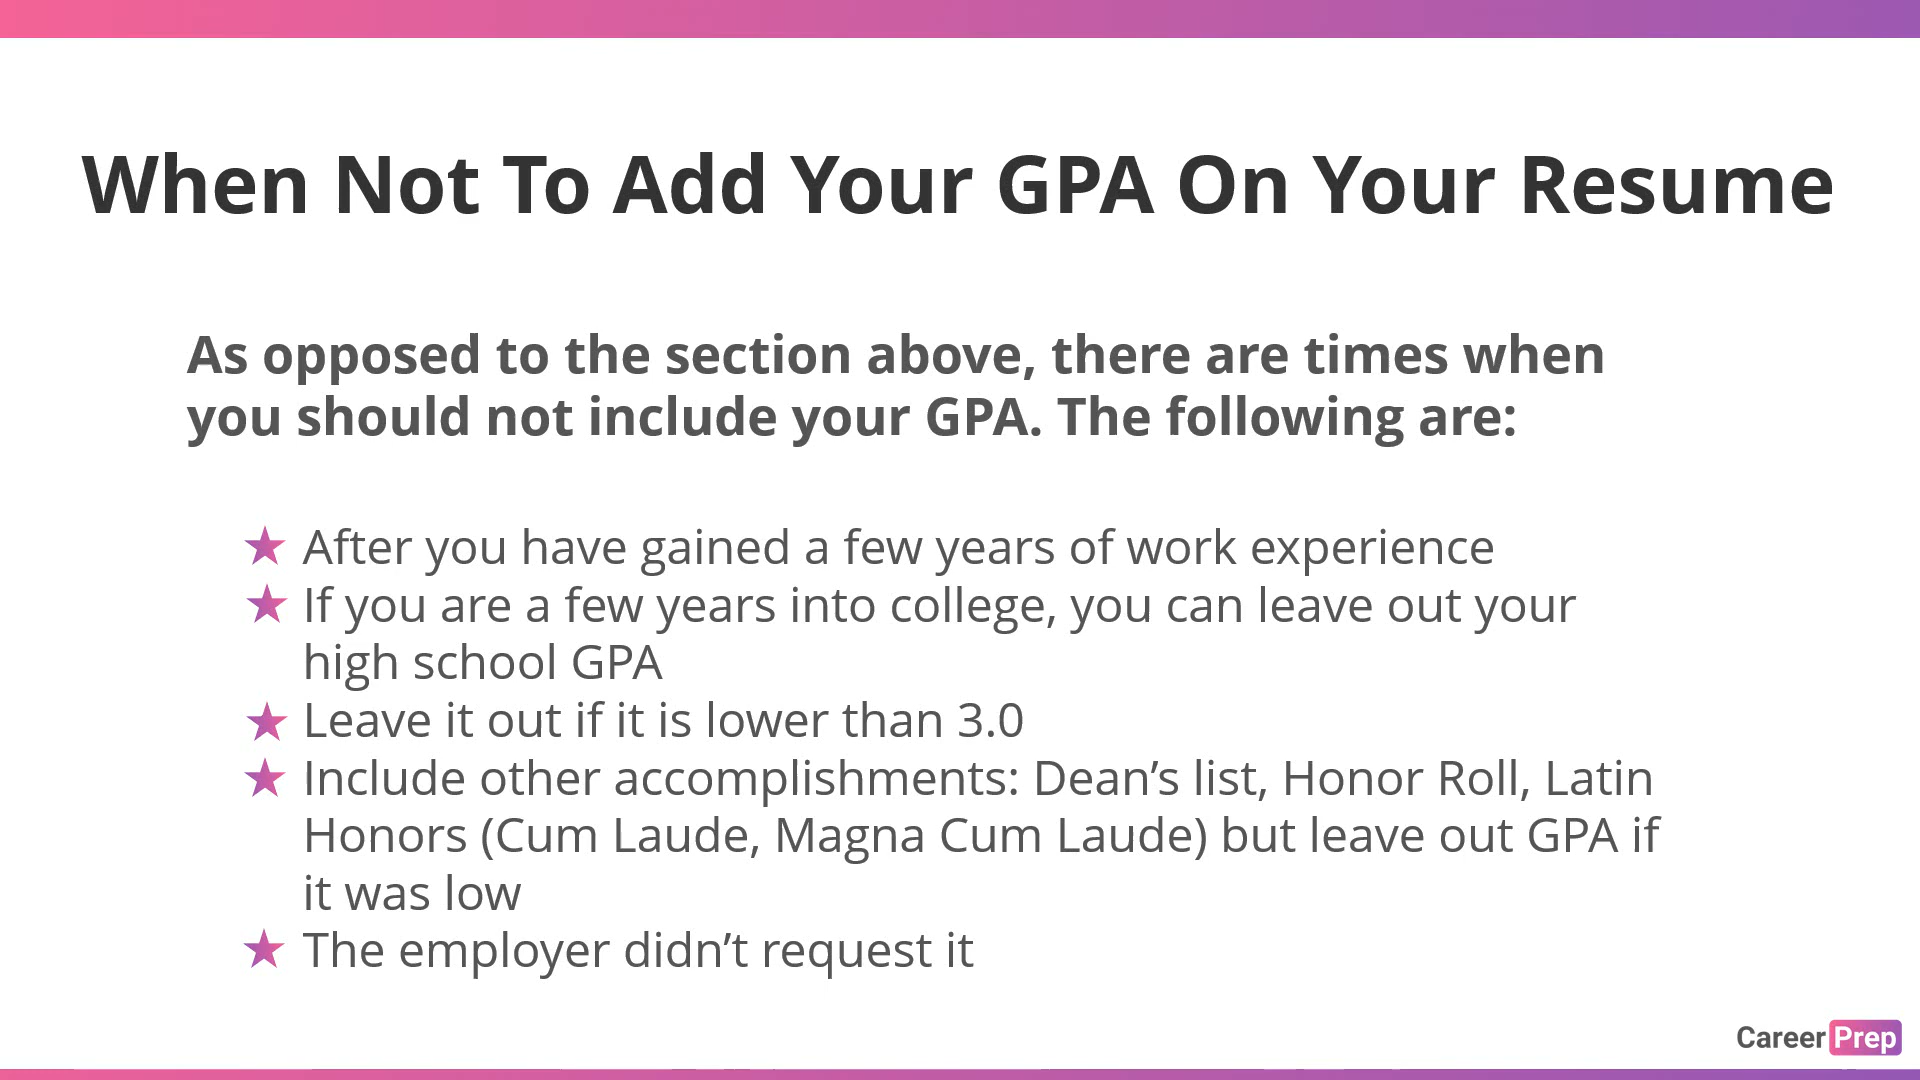 When Not To Add Your GPA On Your Resume
As opposed to the section above, there are times when
you should not include your GPA. The following are:
After you have gained a few years of work experience
If you are a few years into college, you can leave out your
high school GPA
Leave it out if it is lower than 3.0
Include other accomplishments: Dean’s list, Honor Roll, Latin
Honors (Cum Laude, Magna Cum Laude) but leave out GPA if
it was low
The employer didn’t request it
Career Prep